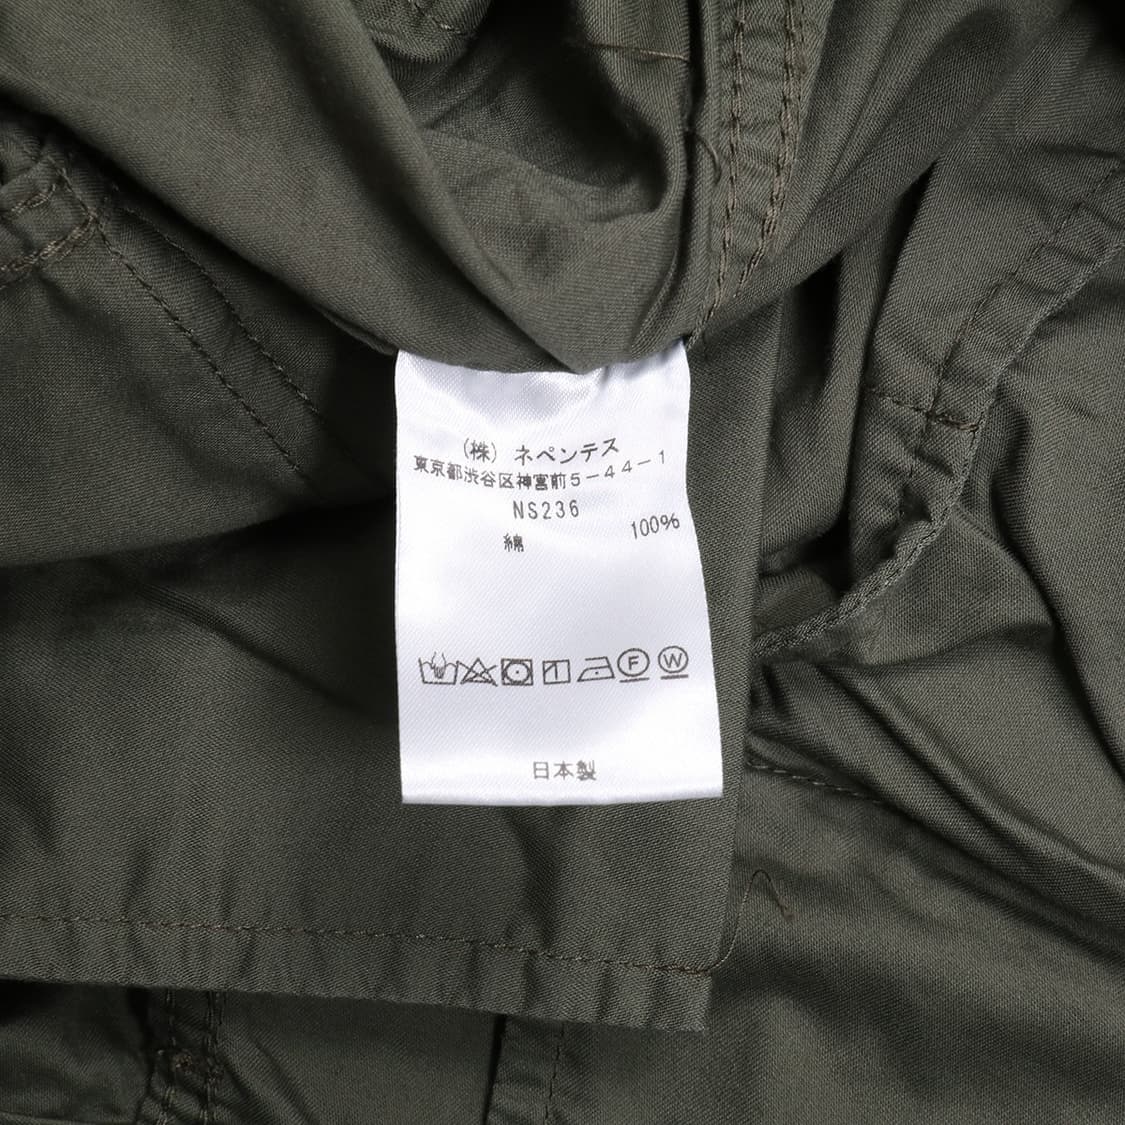 (株) ネペンテス
東京都渋谷区神宮前5-44-1
NS236
綿 100%
F W
日本製